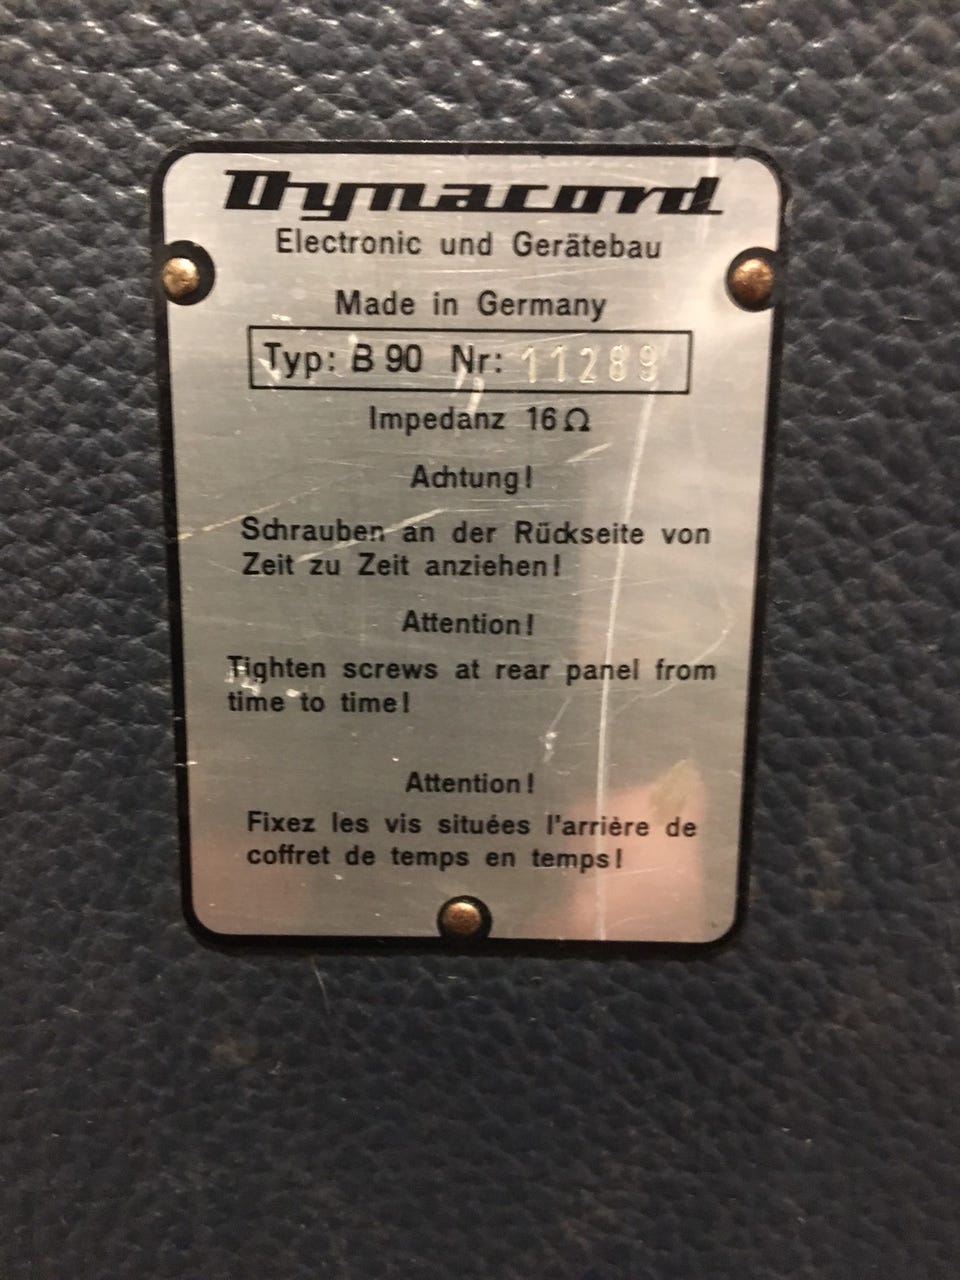 Dynacord
Electronic und Gerätebau
Made in Germany
Typ: B 90 Nr: 11289
Impedanz 16Ω
Achtung!
Schrauben an der Rückseite von
Zeit zu Zeit anziehen!
Attention!
Tighten screws at rear panel from
time to time!
Attention!
Fixez les vis situées l'arrière de
coffret de temps en temps!